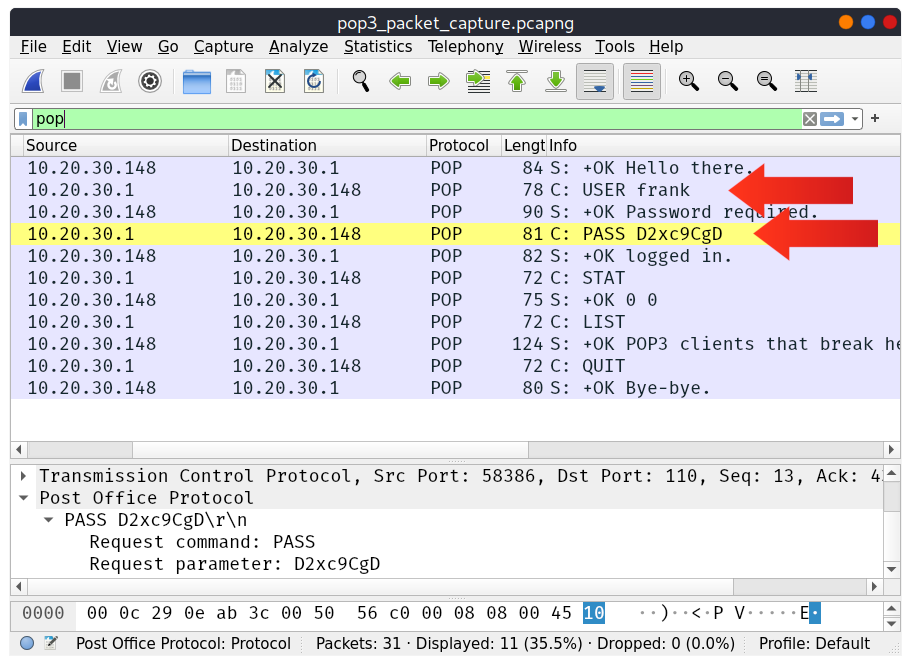 pop3_packet_capture.pcapng
File Edit View Go Capture Analyze Statistics Telephony Wireless Tools Help
pop
Source Destination Protocol Lengt Info
10.20.30.148 10.20.30.1 POP 84 S: +OK Hello there.
10.20.30.1 10.20.30.148 POP 78 C: USER frank
10.20.30.148 10.20.30.1 POP 90 S: +OK Password required.
10.20.30.1 10.20.30.148 POP 81 C: PASS D2xc9CgD
10.20.30.148 10.20.30.1 POP 82 S: +OK logged in.
10.20.30.1 10.20.30.148 POP 72 C: STAT
10.20.30.148 10.20.30.1 POP 75 S: +OK 0 0
10.20.30.1 10.20.30.148 POP 72 C: LIST
10.20.30.148 10.20.30.1 POP 124 S: +OK POP3 clients that break he
10.20.30.1 10.20.30.148 POP 72 C: QUIT
10.20.30.148 10.20.30.1 POP 80 S: +OK Bye-bye.
Transmission Control Protocol, Src Port: 58386, Dst Port: 110, Seq: 13, Ack: 4
Post Office Protocol
PASS D2xc9CgD\r\n
Request command: PASS
Request parameter: D2xc9CgD
0000 00 0c 29 0e ab 3c 00 50 56 c0 00 08 08 00 45 10 ··)··<·P V·····E·
Post Office Protocol: Protocol Packets: 31 · Displayed: 11 (35.5%) · Dropped: 0 (0.0%) Profile: Default